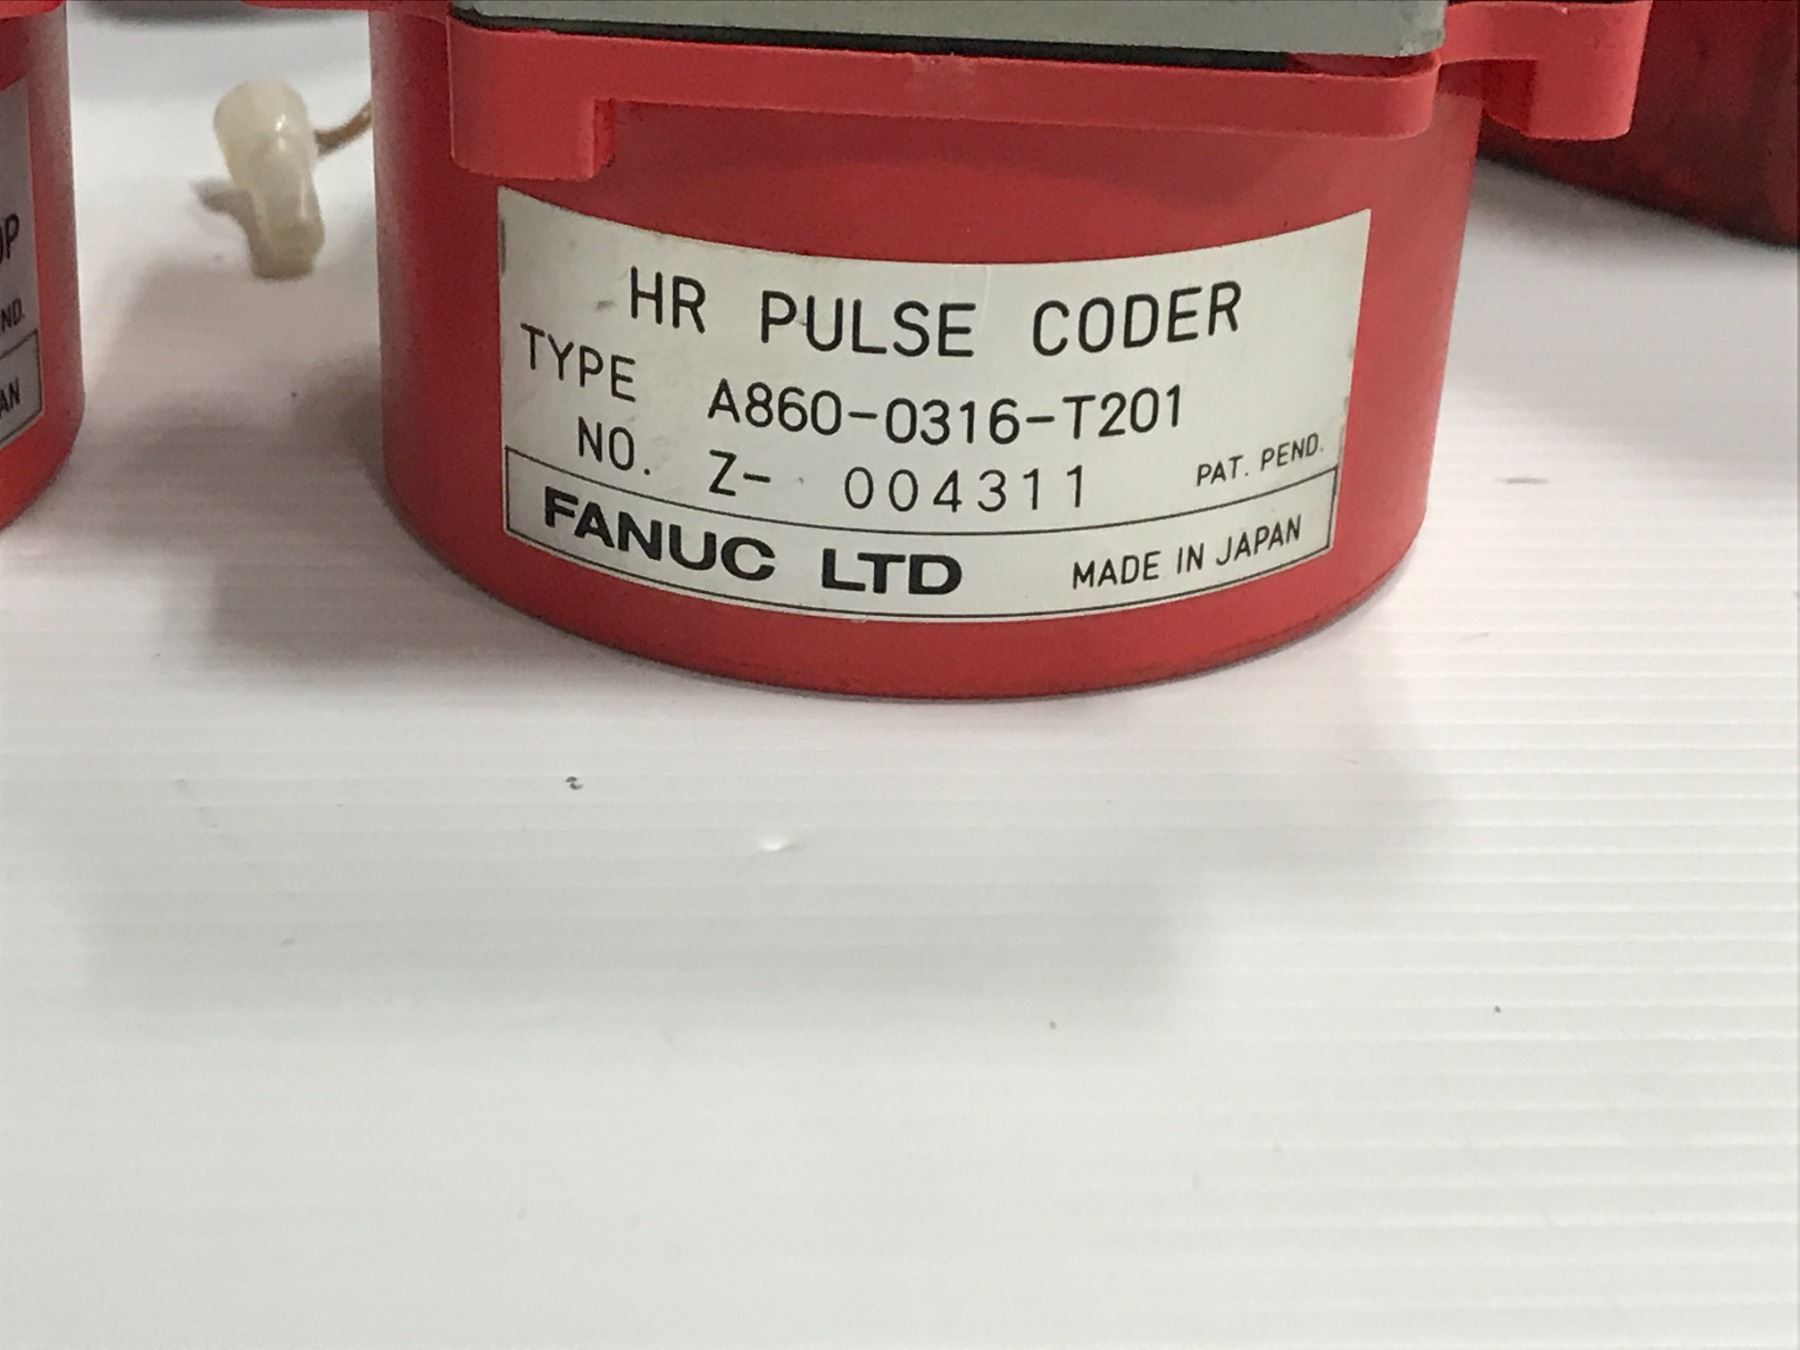 HR PULSE CODER
TYPE A860-0316-T201
NO. Z- 004311 PAT. PEND.
FANUC LTD MADE IN JAPAN